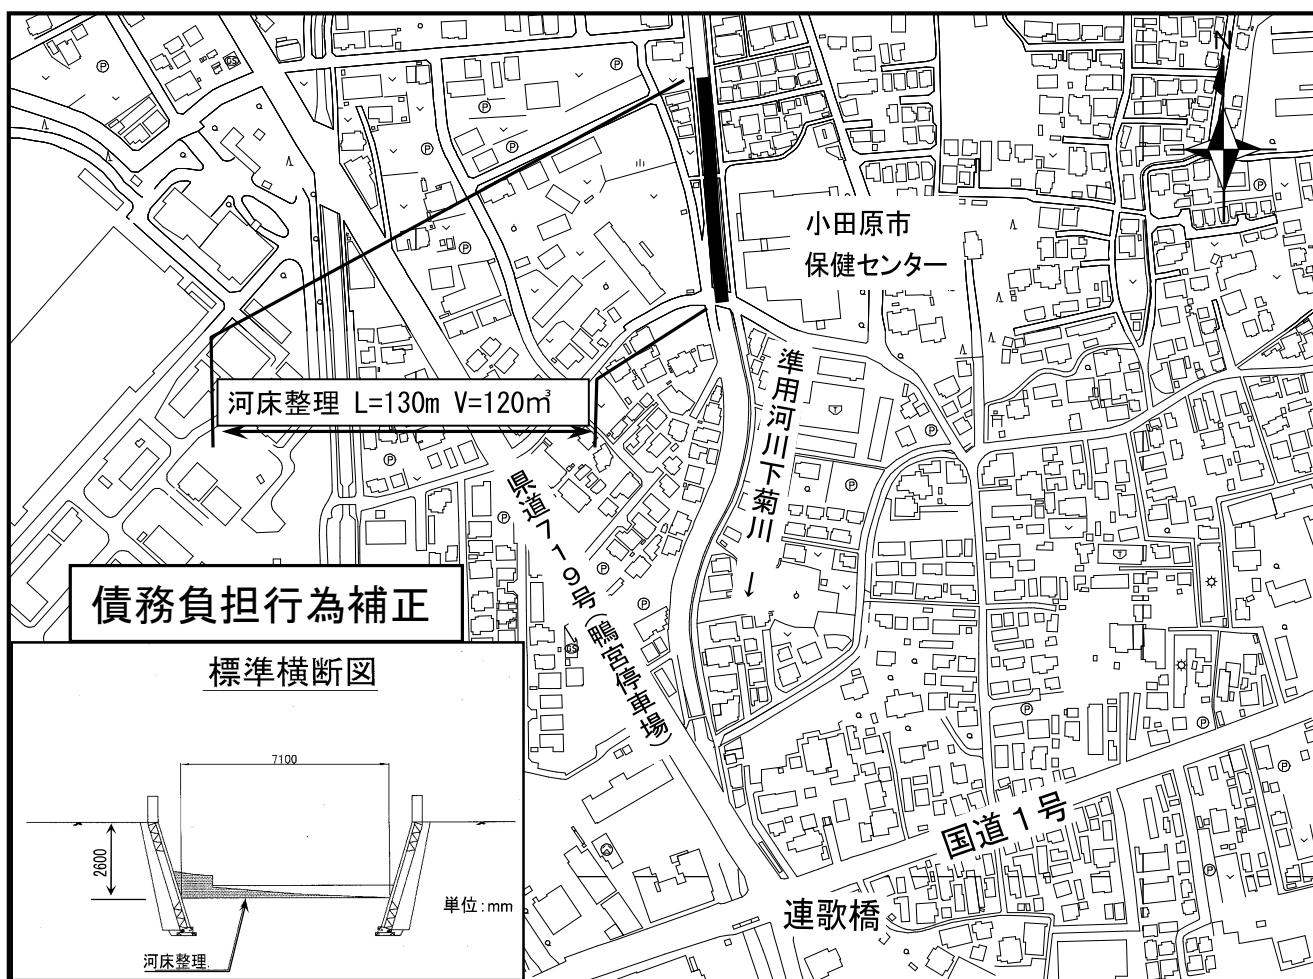 N
小田原市
保健センター
河床整理 L=130m V=120㎥
準用河川下菊川
↓
県道719号(鴨宮停車場)
債務負担行為補正
標準横断図
7100
2600
単位:mm
河床整理
国道1号
連歌橋